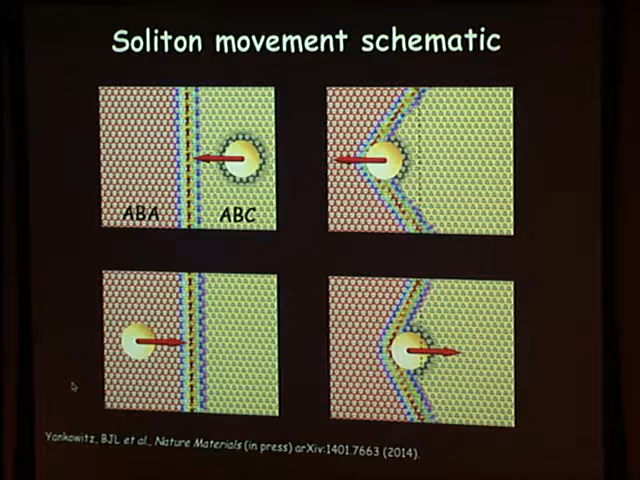 Soliton movement schematic
ABA ABC
Yankowitz, BJL et al., Nature Materials (in press) arXiv:1401.7663 (2014).